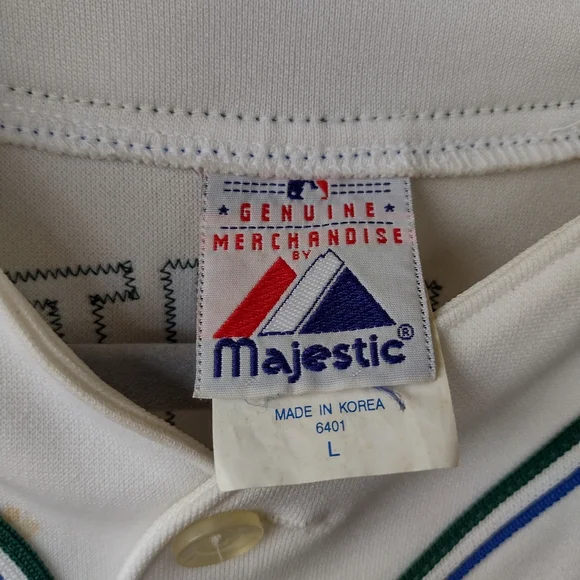 GENUINE
MERCHANDISE
BY
Majestic®
MADE IN KOREA
6401
L